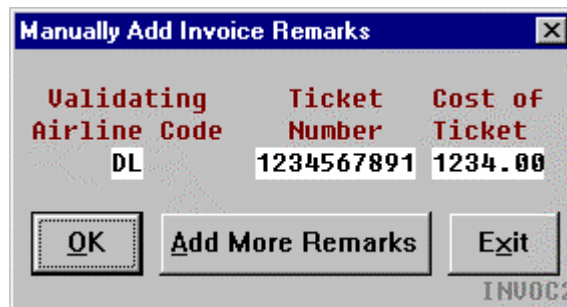 Manually Add Invoice Remarks
Validating Ticket Cost of
Airline Code Number Ticket
DL 1234567891 1234.00
OK Add More Remarks Exit
INVOC2